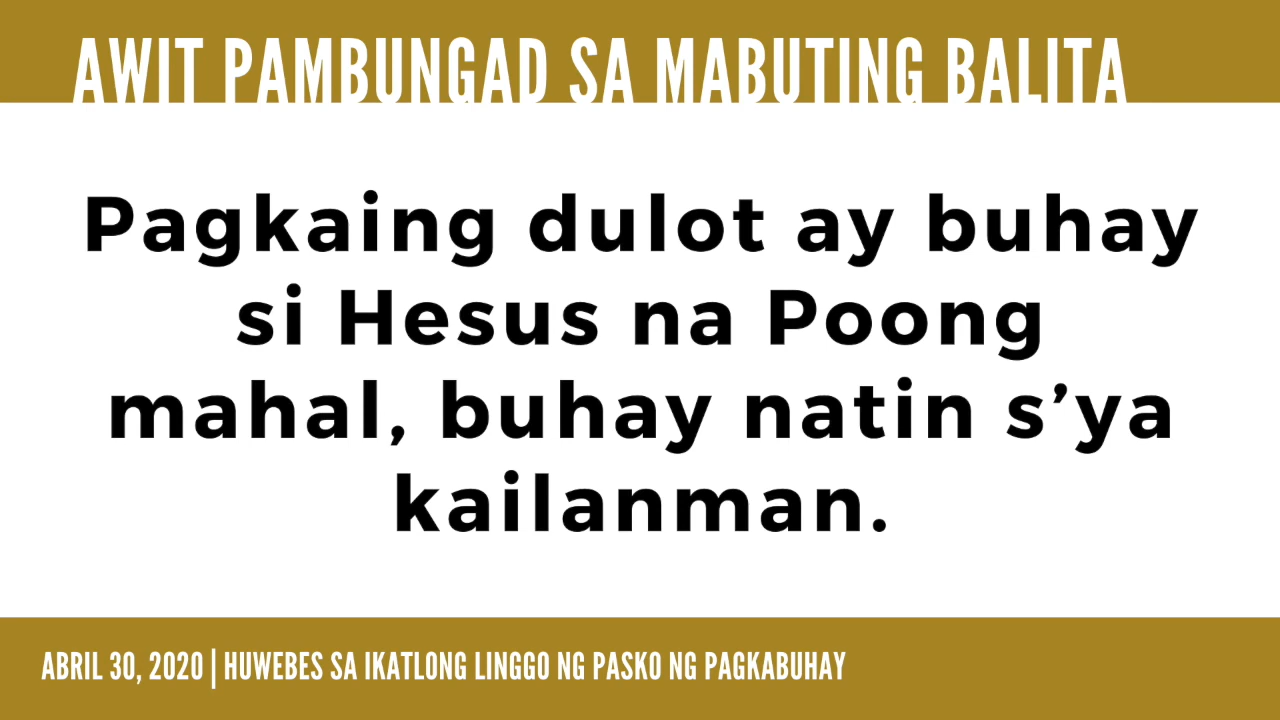 AWIT PAMBUNGAD SA MABUTING BALITA
Pagkaing dulot ay buhay
si Hesus na Poong
mahal, buhay natin s’ya
kailanman.
ABRIL 30, 2020 | HUWEBES SA IKATLONG LINGGO NG PASKO NG PAGKABUHAY